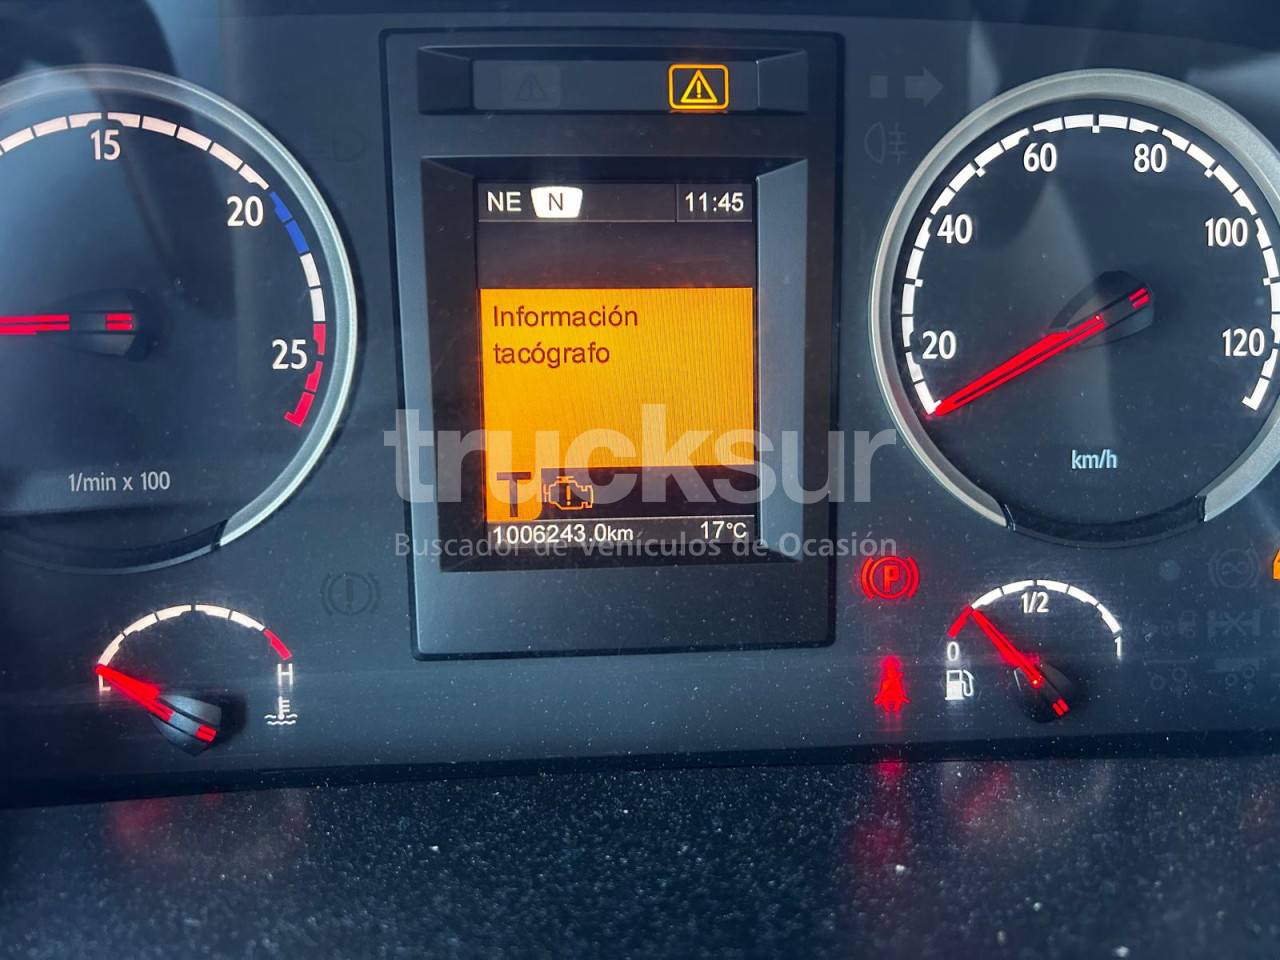 15
20
25
1/min x 100
NE N 11:45
Información
tacógrafo
T
1006243.0km 17°C
20
40
60
80
100
120
km/h
P
L
H
0
1/2
1
trucksur
Buscador de Vehículos de Ocasión